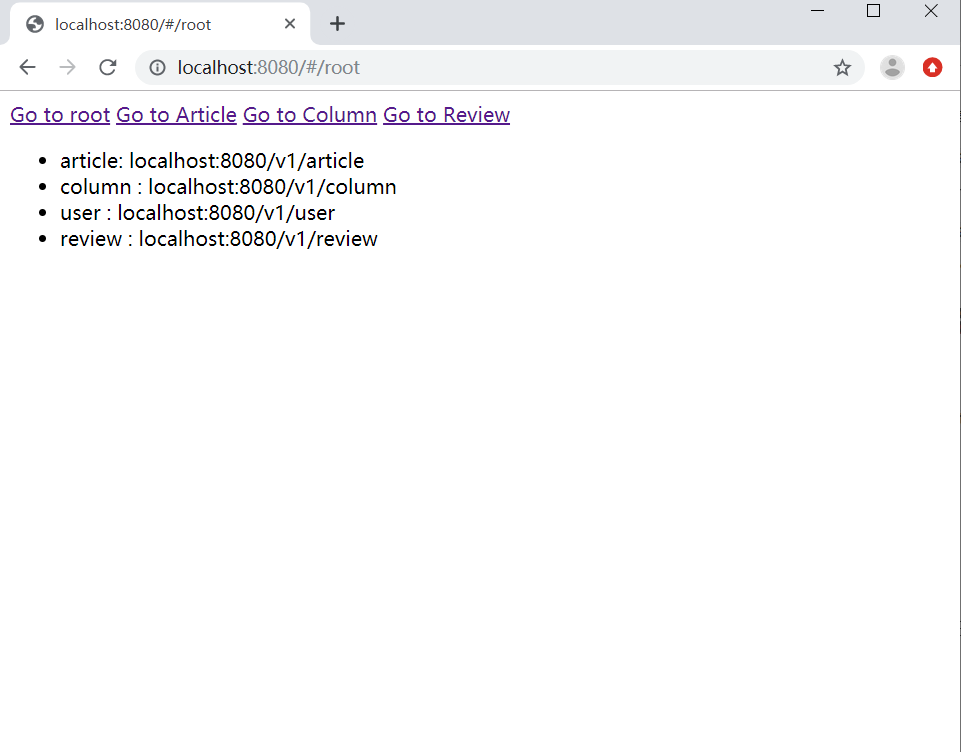 localhost:8080/#/root
localhost:8080/#/root
Go to root Go to Article Go to Column Go to Review
article: localhost:8080/v1/article
column : localhost:8080/v1/column
user : localhost:8080/v1/user
review : localhost:8080/v1/review